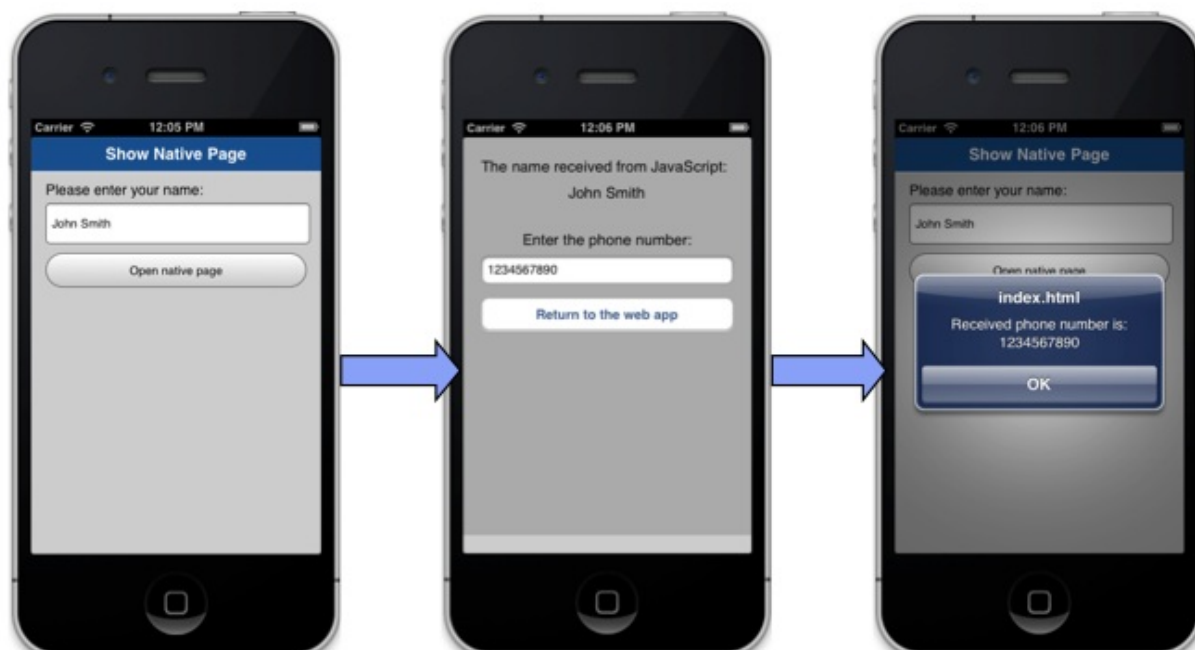 Carrier 12:05 PM
Show Native Page
Please enter your name:
John Smith
Open native page
Carrier 12:06 PM
The name received from JavaScript:
John Smith
Enter the phone number:
1234567890
Return to the web app
Carrier 12:06 PM
Show Native Page
Please enter your name:
John Smith
Open native page
index.html
Received phone number is:
1234567890
OK